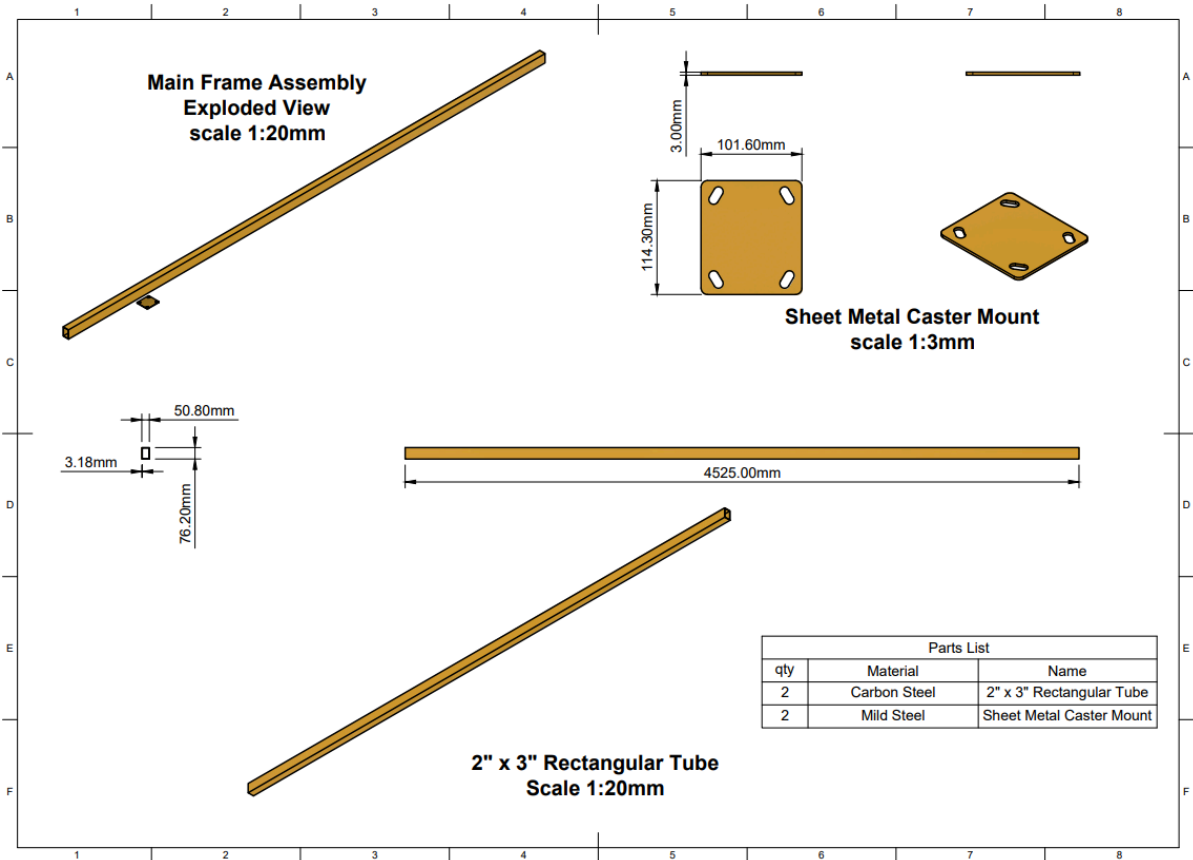 1 2 3 4 5 6 7 8
A A
Main Frame Assembly
Exploded View
scale 1:20mm
3.00mm
101.60mm
B B
114.30mm
Sheet Metal Caster Mount
scale 1:3mm
C C
50.80mm
3.18mm
76.20mm
4525.00mm
D D
E E
Parts List
qty Material Name
2 Carbon Steel 2" x 3" Rectangular Tube
2 Mild Steel Sheet Metal Caster Mount
2" x 3" Rectangular Tube
Scale 1:20mm
F F
1 2 3 4 5 6 7 8